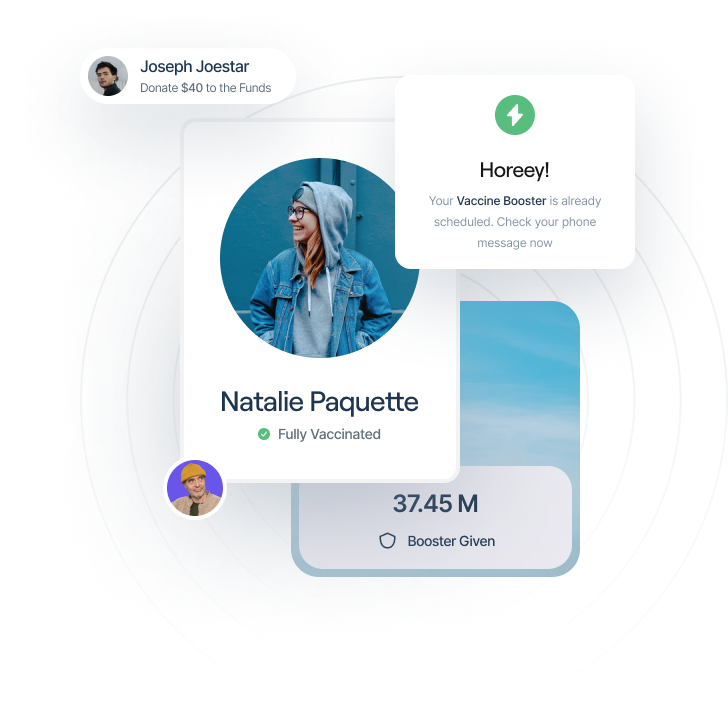 Joseph Joestar
Donate $40 to the Funds
Horeey!
Your Vaccine Booster is already
scheduled. Check your phone
message now
Natalie Paquette
Fully Vaccinated
37.45 M
Booster Given